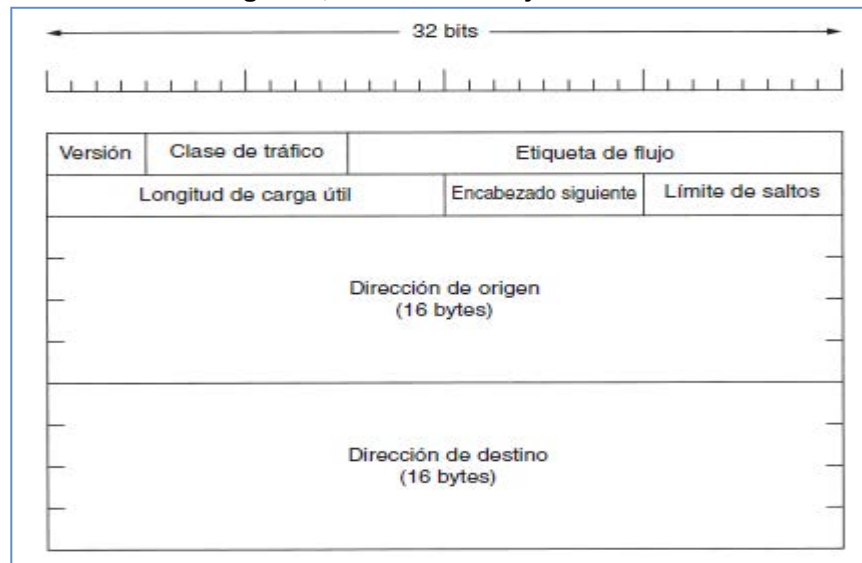 32 bits
Versión Clase de tráfico Etiqueta de flujo
Longitud de carga útil Encabezado siguiente Límite de saltos
Dirección de origen
(16 bytes)
Dirección de destino
(16 bytes)